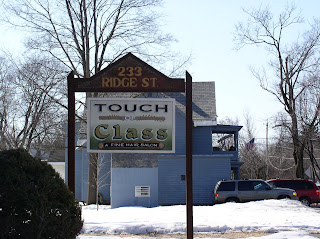 233
RIDGE ST.
TOUCH
of
Class
A FINE HAIR SALON